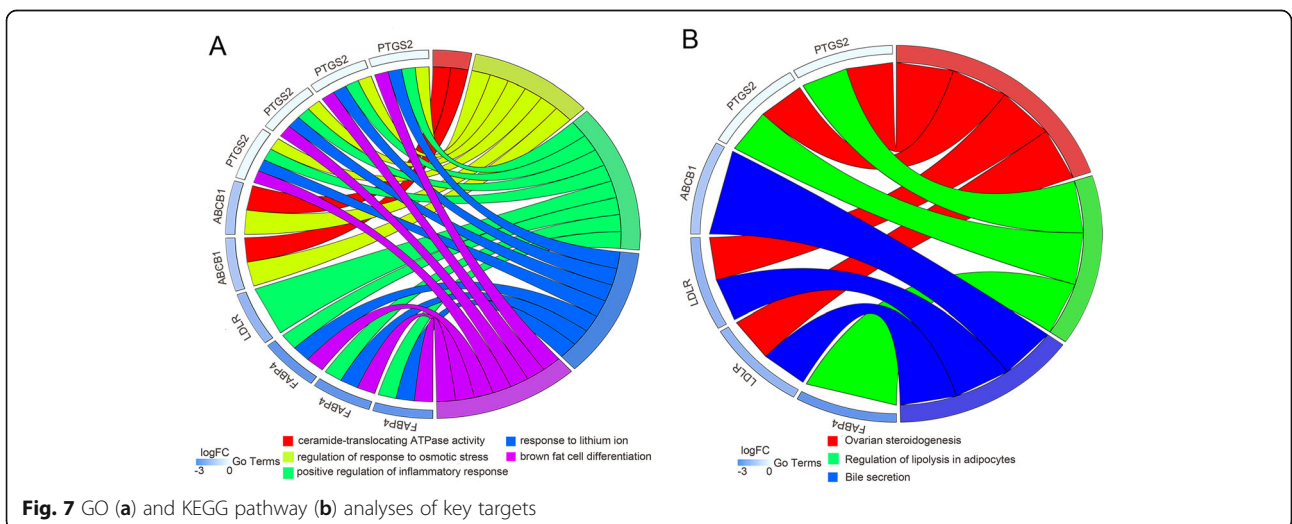 A
PTGS2
PTGS2
PTGS2
PTGS2
ABCB1
ABCB1
LDLR
FABP4
FABP4
FABP4
logFC
-3 0
Go Terms
ceramide-translocating ATPase activity
regulation of response to osmotic stress
positive regulation of inflammatory response
response to lithium ion
brown fat cell differentiation
B
PTGS2
PTGS2
ABCB1
LDLR
LDLR
FABP4
logFC
-3 0
Go Terms
Ovarian steroidogenesis
Regulation of lipolysis in adipocytes
Bile secretion
Fig. 7 GO (a) and KEGG pathway (b) analyses of key targets